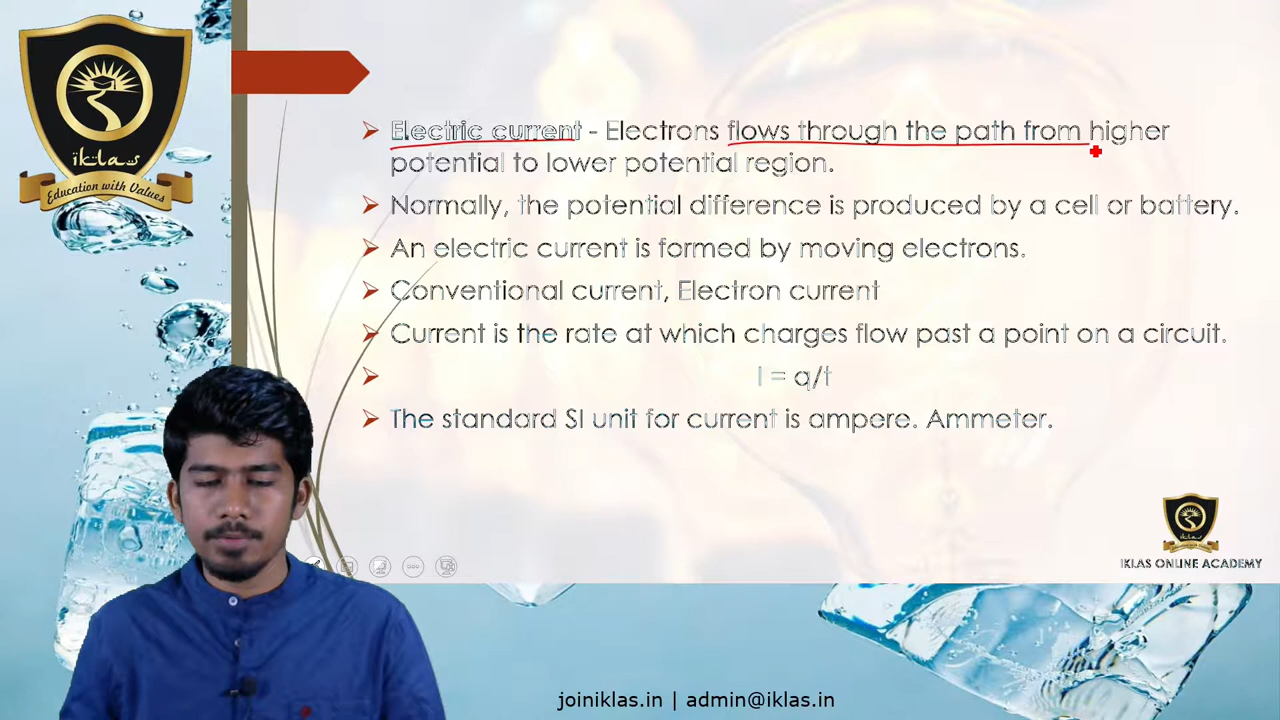 iklas
Education with Values
Electric current - Electrons flows through the path from higher
potential to lower potential region.
Normally, the potential difference is produced by a cell or battery.
An electric current is formed by moving electrons.
Conventional current, Electron current
Current is the rate at which charges flow past a point on a circuit.
I = q/t
The standard SI unit for current is ampere. Ammeter.
iklas
IKLAS ONLINE ACADEMY
joiniklas.in | admin@iklas.in